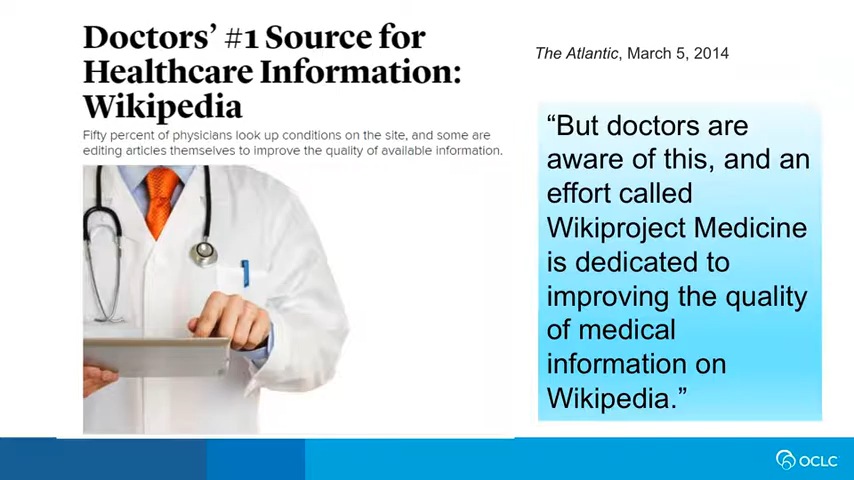 Doctors’ #1 Source for
Healthcare Information:
Wikipedia
Fifty percent of physicians look up conditions on the site, and some are
editing articles themselves to improve the quality of available information.
The Atlantic, March 5, 2014
“But doctors are
aware of this, and an
effort called
Wikiproject Medicine
is dedicated to
improving the quality
of medical
information on
Wikipedia.”
OCLC